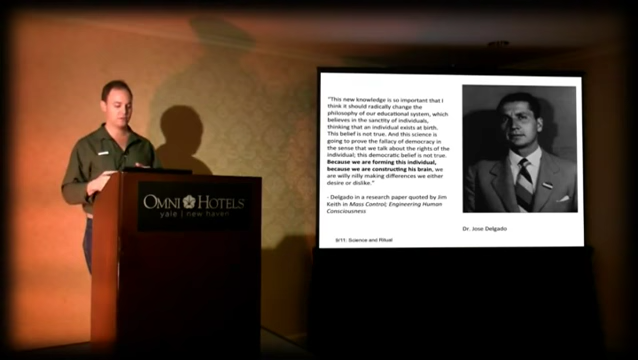 "This new knowledge is so important that I
think it should radically change the
philosophy of our educational system, which
believes in the sanctity of individuals,
thinking that an individual exists at birth.
This belief is not true. And this science is
going to prove the fallacy of democracy in
the sense that we talk about the rights of the
individual; this democratic belief is not true.
Because we are forming this individual,
because we are constructing his brain, we
are willy nilly making differences we either
desire or dislike."
- Delgado in a research paper quoted by Jim
Keith in Mass Control, Engineering Human
Consciousness
Dr. Jose Delgado
9/11: Science and Ritual
OMNI HOTELS
yale | new haven